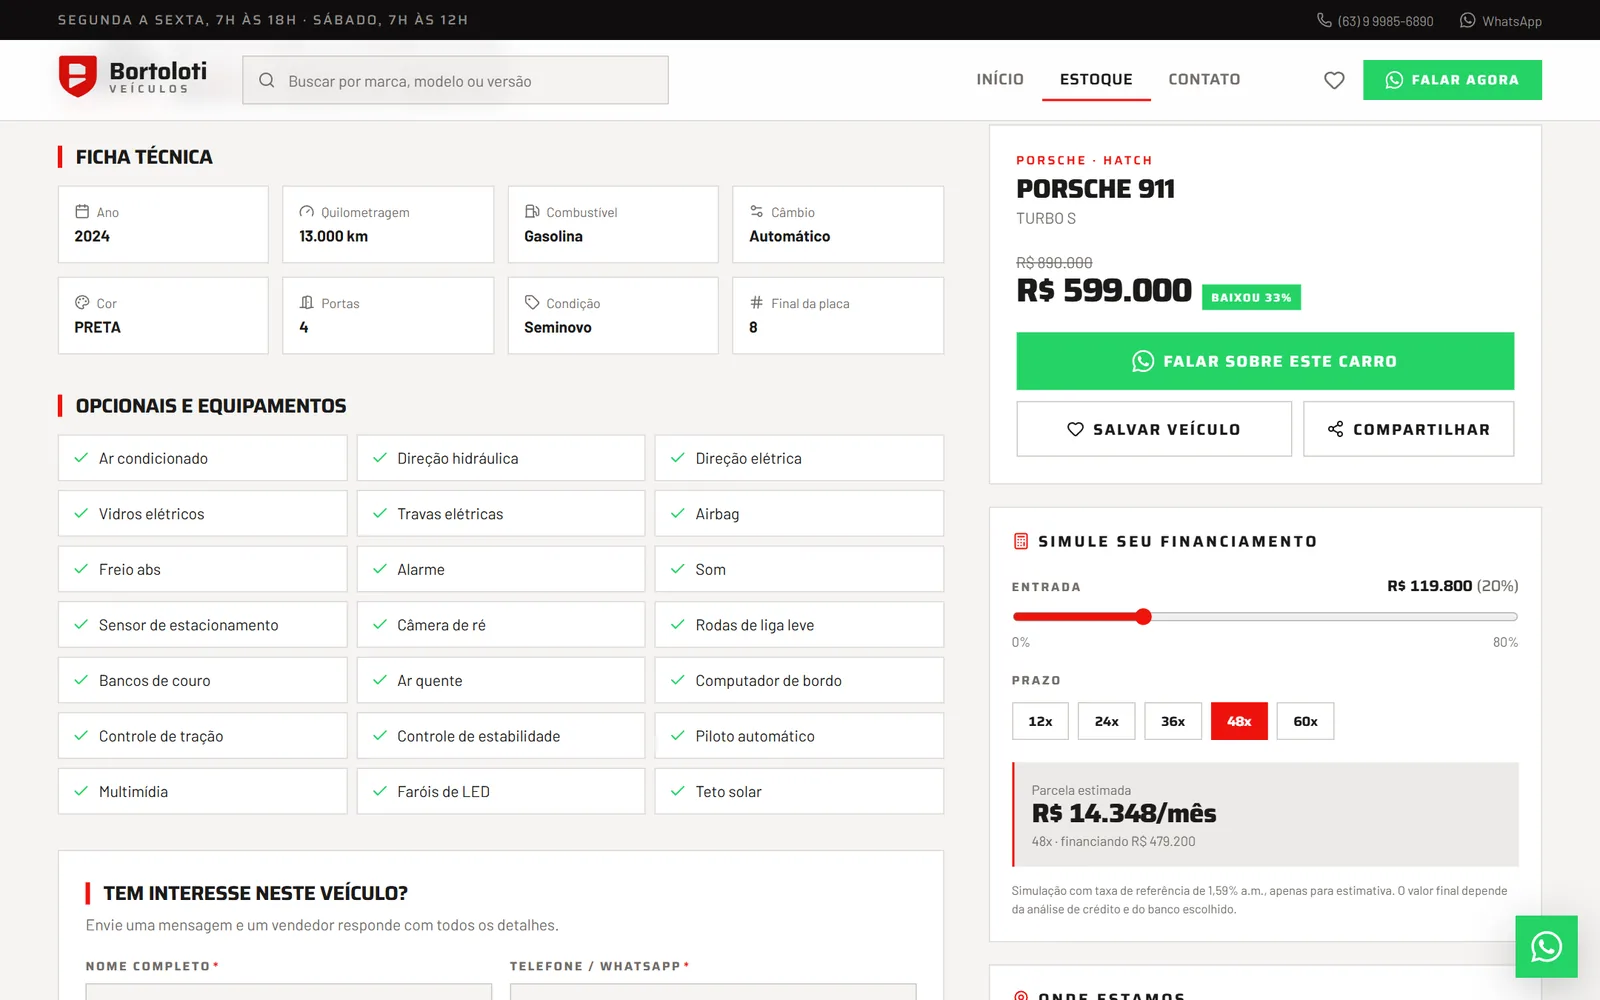 SEGUNDA A SEXTA, 7H ÀS 18H · SÁBADO, 7H ÀS 12H
(63) 9 9985-6890
WhatsApp
Bortoloti
VEÍCULOS
Buscar por marca, modelo ou versão
INÍCIO
ESTOQUE
CONTATO
FALAR AGORA
FICHA TÉCNICA
Ano
2024
Quilometragem
13.000 km
Combustível
Gasolina
Câmbio
Automático
Cor
PRETA
Portas
4
Condição
Seminovo
Final da placa
8
OPCIONAIS E EQUIPAMENTOS
Ar condicionado
Direção hidráulica
Direção elétrica
Vidros elétricos
Travas elétricas
Airbag
Freio abs
Alarme
Som
Sensor de estacionamento
Câmera de ré
Rodas de liga leve
Bancos de couro
Ar quente
Computador de bordo
Controle de tração
Controle de estabilidade
Piloto automático
Multimídia
Faróis de LED
Teto solar
TEM INTERESSE NESTE VEÍCULO?
Envie uma mensagem e um vendedor responde com todos os detalhes.
NOME COMPLETO*
TELEFONE / WHATSAPP*
PORSCHE · HATCH
PORSCHE 911
TURBO S
R$ 890.000
R$ 599.000
BAIXOU 33%
FALAR SOBRE ESTE CARRO
SALVAR VEÍCULO
COMPARTILHAR
SIMULE SEU FINANCIAMENTO
ENTRADA
R$ 119.800 (20%)
0%
80%
PRAZO
12x
24x
36x
48x
60x
Parcela estimada
R$ 14.348/mês
48x · financiando R$ 479.200
Simulação com taxa de referência de 1,59% a.m., apenas para estimativa. O valor final depende
da análise de crédito e do banco escolhido.
ONDE ESTAMOS